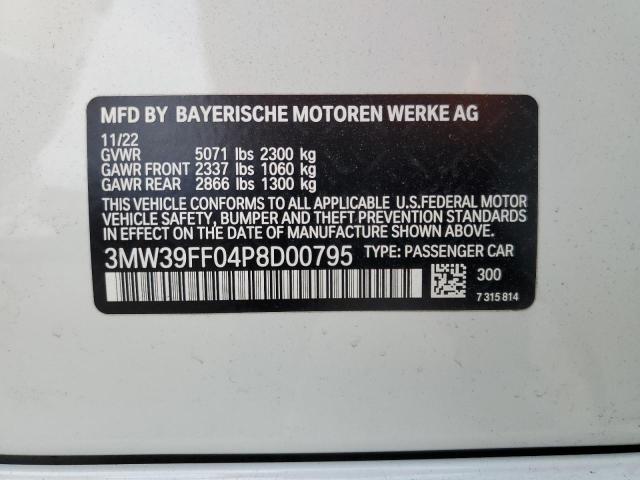 MFD BY BAYERISCHE MOTOREN WERKE AG
11/22
GVWR 5071 lbs 2300 kg
GAWR FRONT 2337 lbs 1060 kg
GAWR REAR 2866 lbs 1300 kg
THIS VEHICLE CONFORMS TO ALL APPLICABLE U.S.FEDERAL MOTOR
VEHICLE SAFETY, BUMPER AND THEFT PREVENTION STANDARDS
IN EFFECT ON THE DATE OF MANUFACTURE SHOWN ABOVE.
3MW39FF04P8D00795 TYPE: PASSENGER CAR
300
7 315 814